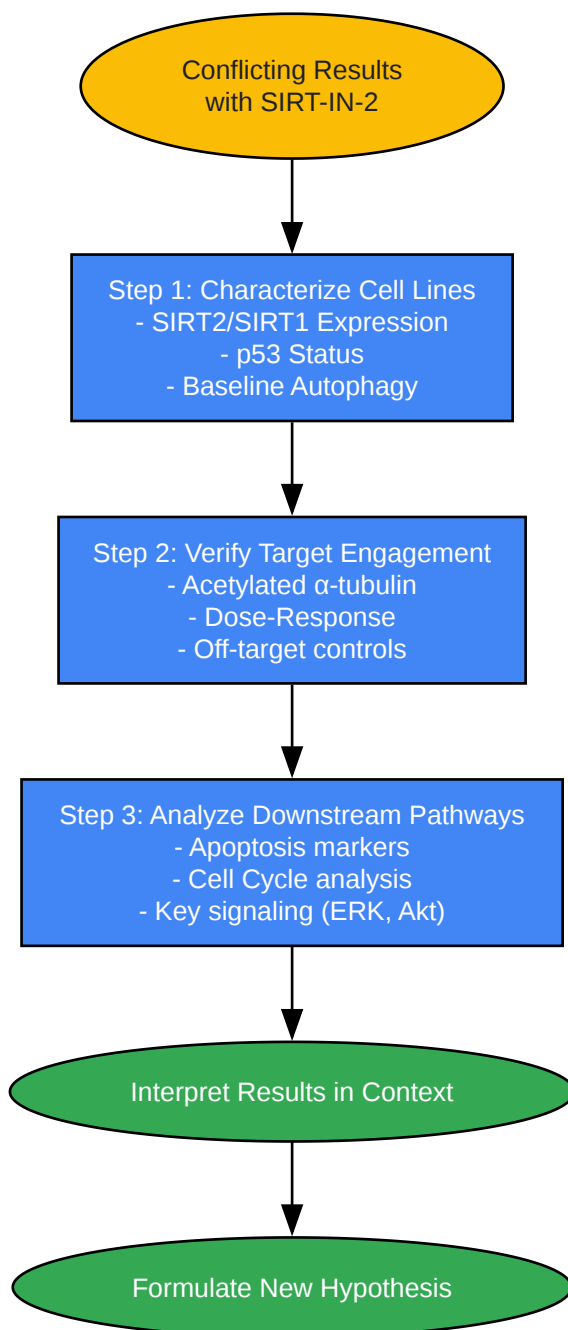 Conflicting Results
with SIRT-IN-2
Step 1: Characterize Cell Lines
- SIRT2/SIRT1 Expression
- p53 Status
- Baseline Autophagy
Step 2: Verify Target Engagement
- Acetylated α-tubulin
- Dose-Response
- Off-target controls
Step 3: Analyze Downstream Pathways
- Apoptosis markers
- Cell Cycle analysis
- Key signaling (ERK, Akt)
Interpret Results in Context
Formulate New Hypothesis